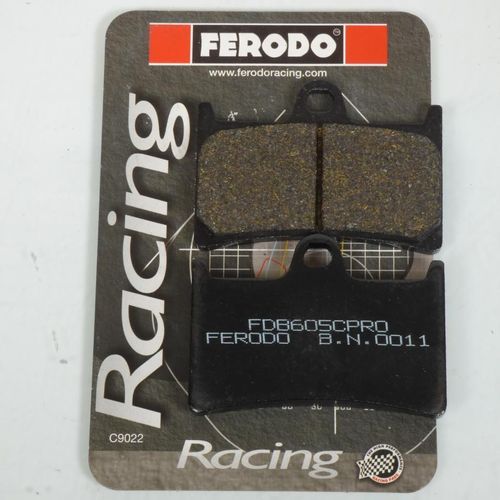 FERODO
www.ferodoracing.com
Racing
FDB605CPRO
FERODO B.N.0011
C9022
Racing